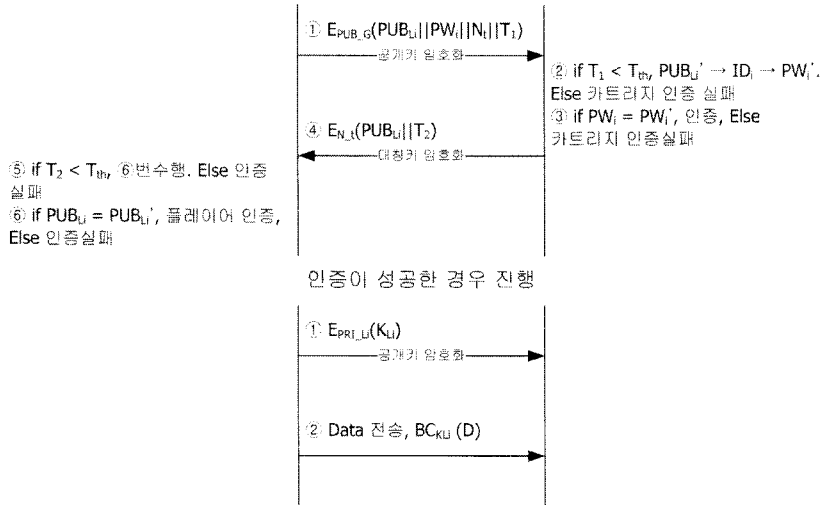 ① E_PUB_G(PUB_Li||PW_i||N_t||T_1)
공개키 암호화
② if T_1 < T_th, PUB_Li' → ID_i → PW_i'.
Else 카트리지 인증 실패
③ if PW_i = PW_i', 인증, Else
카트리지 인증실패
④ E_N_t(PUB_Li||T_2)
대칭키 암호화
⑤ if T_2 < T_th, ⑥번수행. Else 인증
실패
⑥ if PUB_Li = PUB_Li', 플레이어 인증,
Else 인증실패
인증이 성공한 경우 진행
① E_PRI_Li(K_Li)
공개키 암호화
② Data 전송, BC_KLi (D)